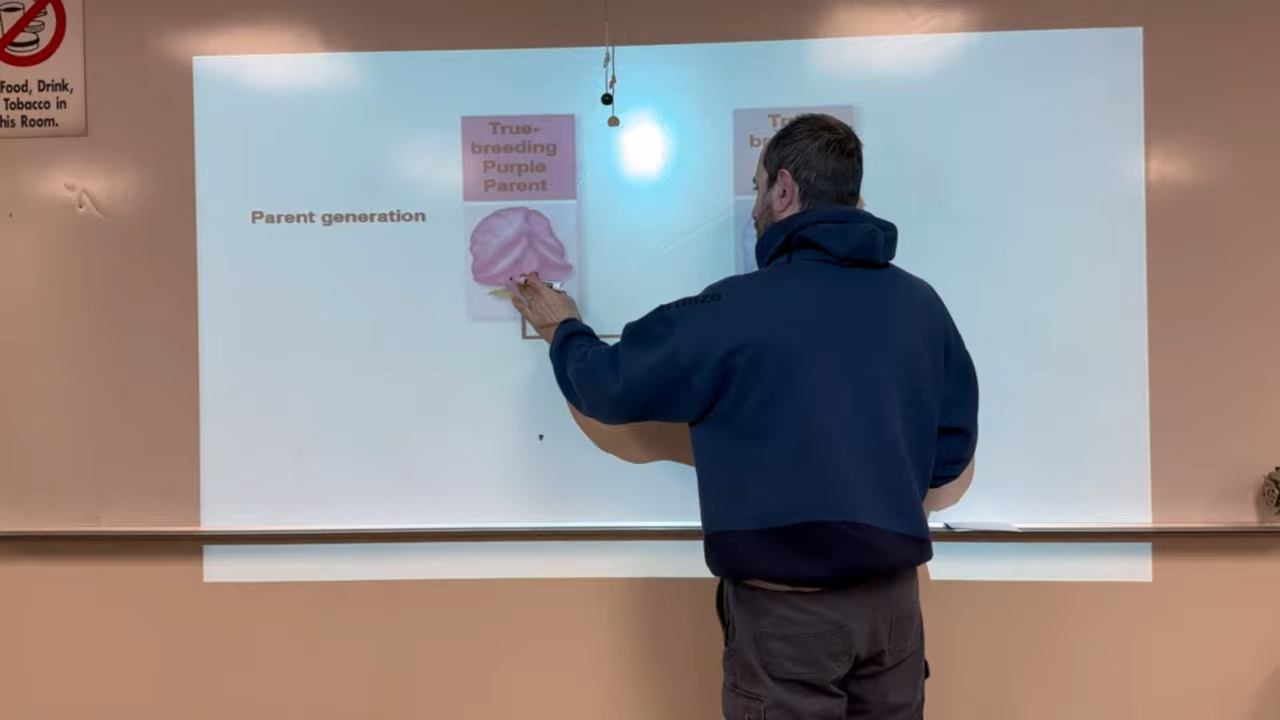 Food, Drink,
Tobacco in
his Room.
True-
breeding
Purple
Parent
Parent generation